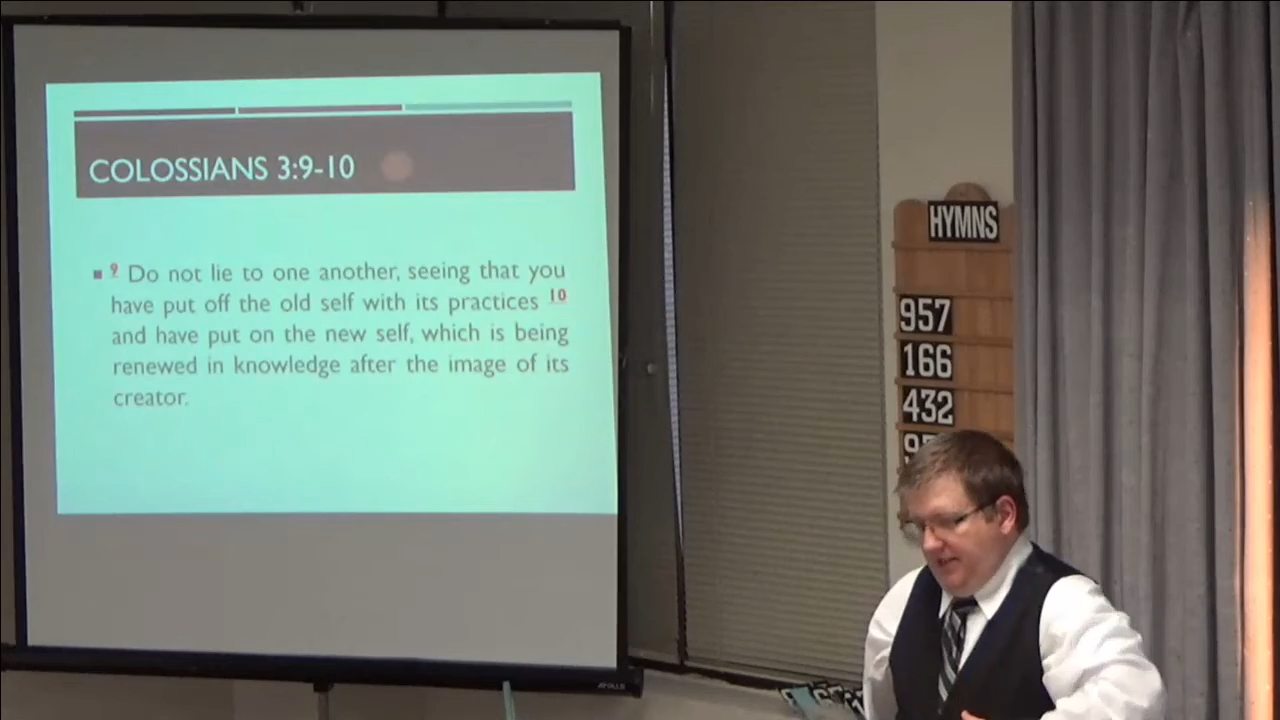 COLOSSIANS 3:9-10
9 Do not lie to one another, seeing that you
have put off the old self with its practices 10
and have put on the new self, which is being
renewed in knowledge after the image of its
creator.
HYMNS
957
166
432
APOLLO